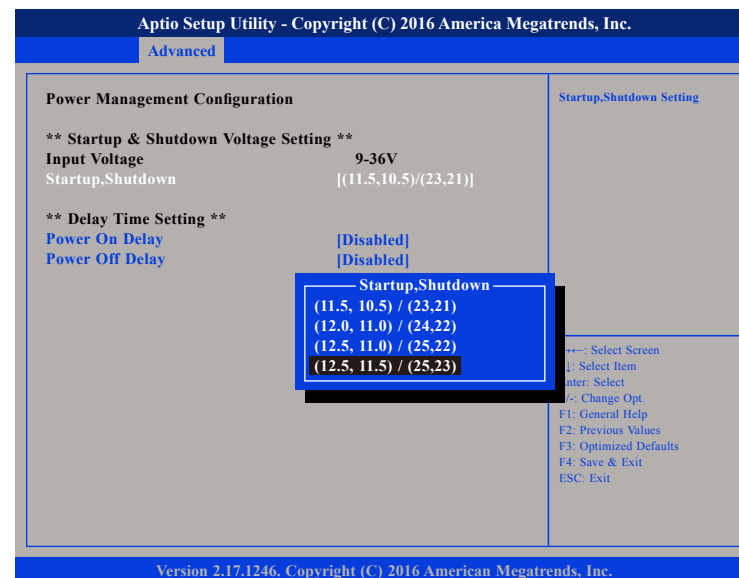 Aptio Setup Utility - Copyright (C) 2016 America Megatrends, Inc.
Advanced
Power Management Configuration
** Startup & Shutdown Voltage Setting **
Input Voltage 9-36V
Startup,Shutdown [(11.5,10.5)/(23,21)]
** Delay Time Setting **
Power On Delay [Disabled]
Power Off Delay [Disabled]
Startup,Shutdown
(11.5, 10.5) / (23,21)
(12.0, 11.0) / (24,22)
(12.5, 11.0) / (25,22)
(12.5, 11.5) / (25,23)
Startup,Shutdown Setting
→←: Select Screen
↓: Select Item
nter: Select
/-: Change Opt.
F1: General Help
F2: Previous Values
F3: Optimized Defaults
F4: Save & Exit
ESC: Exit
Version 2.17.1246. Copyright (C) 2016 American Megatrends, Inc.